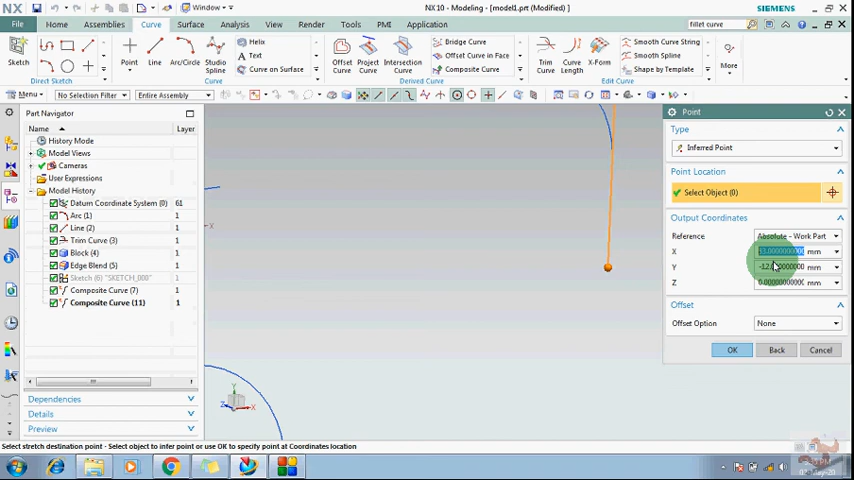 NX
Window
NX 10 - Modeling - [model1.prt (Modified) ]
SIEMENS
File
Home
Assemblies
Curve
Surface
Analysis
View
Render
Tools
PMI
Application
fillet curve
Sketch
Direct Sketch
Point
Line
Arc/Circle
Studio Spline
Helix
Text
Curve on Surface
Curve
Offset Curve
Project Curve
Intersection Curve
Bridge Curve
Offset Curve in Face
Composite Curve
Derived Curve
Trim Curve
Curve Length
X-Form
Smooth Curve String
Smooth Spline
Shape by Template
Edit Curve
More
Menu
No Selection Filter
Entire Assembly
Part Navigator
Name
Layer
History Mode
Model Views
Cameras
User Expressions
Model History
Datum Coordinate System (0) 61
Arc (1) 1
Line (2) 1
Trim Curve (3) 1
Block (4) 1
Edge Blend (5) 1
Sketch (6) "SKETCH_000" 1
Composite Curve (7) 1
Composite Curve (11) 1
Dependencies
Details
Preview
X
Y
Z
X
Point
Type
Inferred Point
Point Location
Select Object (0)
Output Coordinates
Reference
Absolute - Work Part
X
mm
Y
mm
Z
0.000000000 mm
Offset
Offset Option
None
OK
Back
Cancel
Select stretch destination point - Select object to infer point or use OK to specify point at Coordinates location